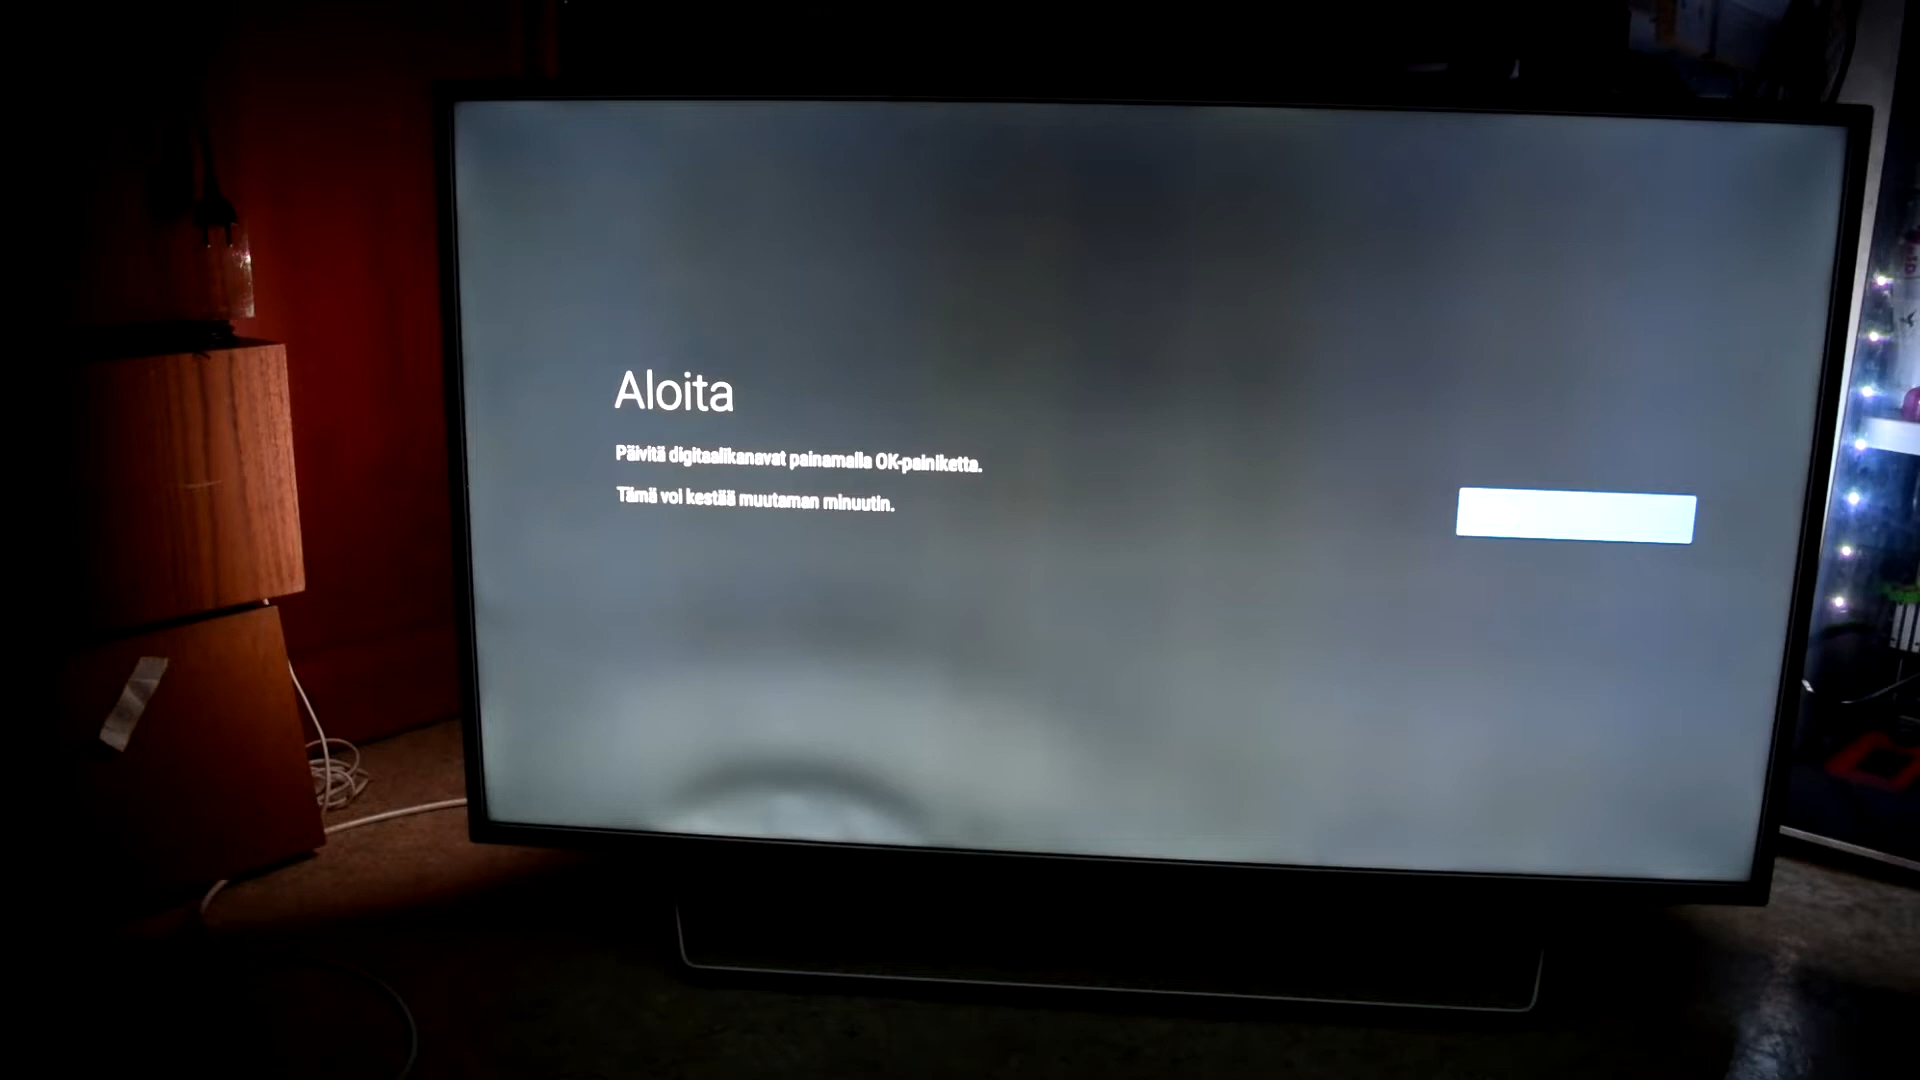 Aloita
Päivitä digitaalikanavat painamalla OK-painiketta.
Tämä voi kestää muutaman minuutin.